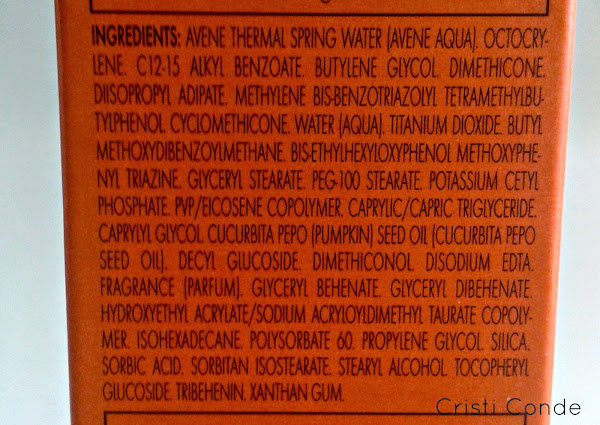 INGREDIENTS: AVENE THERMAL SPRING WATER (AVENE AQUA). OCTOCRY-
LENE. C12-15 ALKYL BENZOATE. BUTYLENE GLYCOL. DIMETHICONE.
DIISOPROPYL ADIPATE. METHYLENE BIS-BENZOTRIAZOLYL TETRAMETHYLBU-
TYLPHENOL. CYCLOMETHICONE. WATER (AQUA). TITANIUM DIOXIDE. BUTYL
METHOXYDIBENZOYLMETHANE. BIS-ETHYLHEXYLOXYPHENOL METHOXYPHE-
NYL TRIAZINE. GLYCERYL STEARATE. PEG-100 STEARATE. POTASSIUM CETYL
PHOSPHATE. PVP/EICOSENE COPOLYMER. CAPRYLIC/CAPRIC TRIGLYCERIDE.
CAPRYLYL GLYCOL. CUCURBITA PEPO (PUMPKIN) SEED OIL (CUCURBITA PEPO
SEED OIL). DECYL GLUCOSIDE. DIMETHICONOL. DISODIUM EDTA.
FRAGRANCE (PARFUM). GLYCERYL BEHENATE. GLYCERYL DIBEHENATE.
HYDROXYETHYL ACRYLATE/SODIUM ACRYLOYLDIMETHYL TAURATE COPOLY-
MER. ISOHEXADECANE. POLYSORBATE 60. PROPYLENE GLYCOL. SILICA.
SORBIC ACID. SORBITAN ISOSTEARATE. STEARYL ALCOHOL. TOCOPHERYL
GLUCOSIDE. TRIBEHENIN. XANTHAN GUM.
Cristi Conde